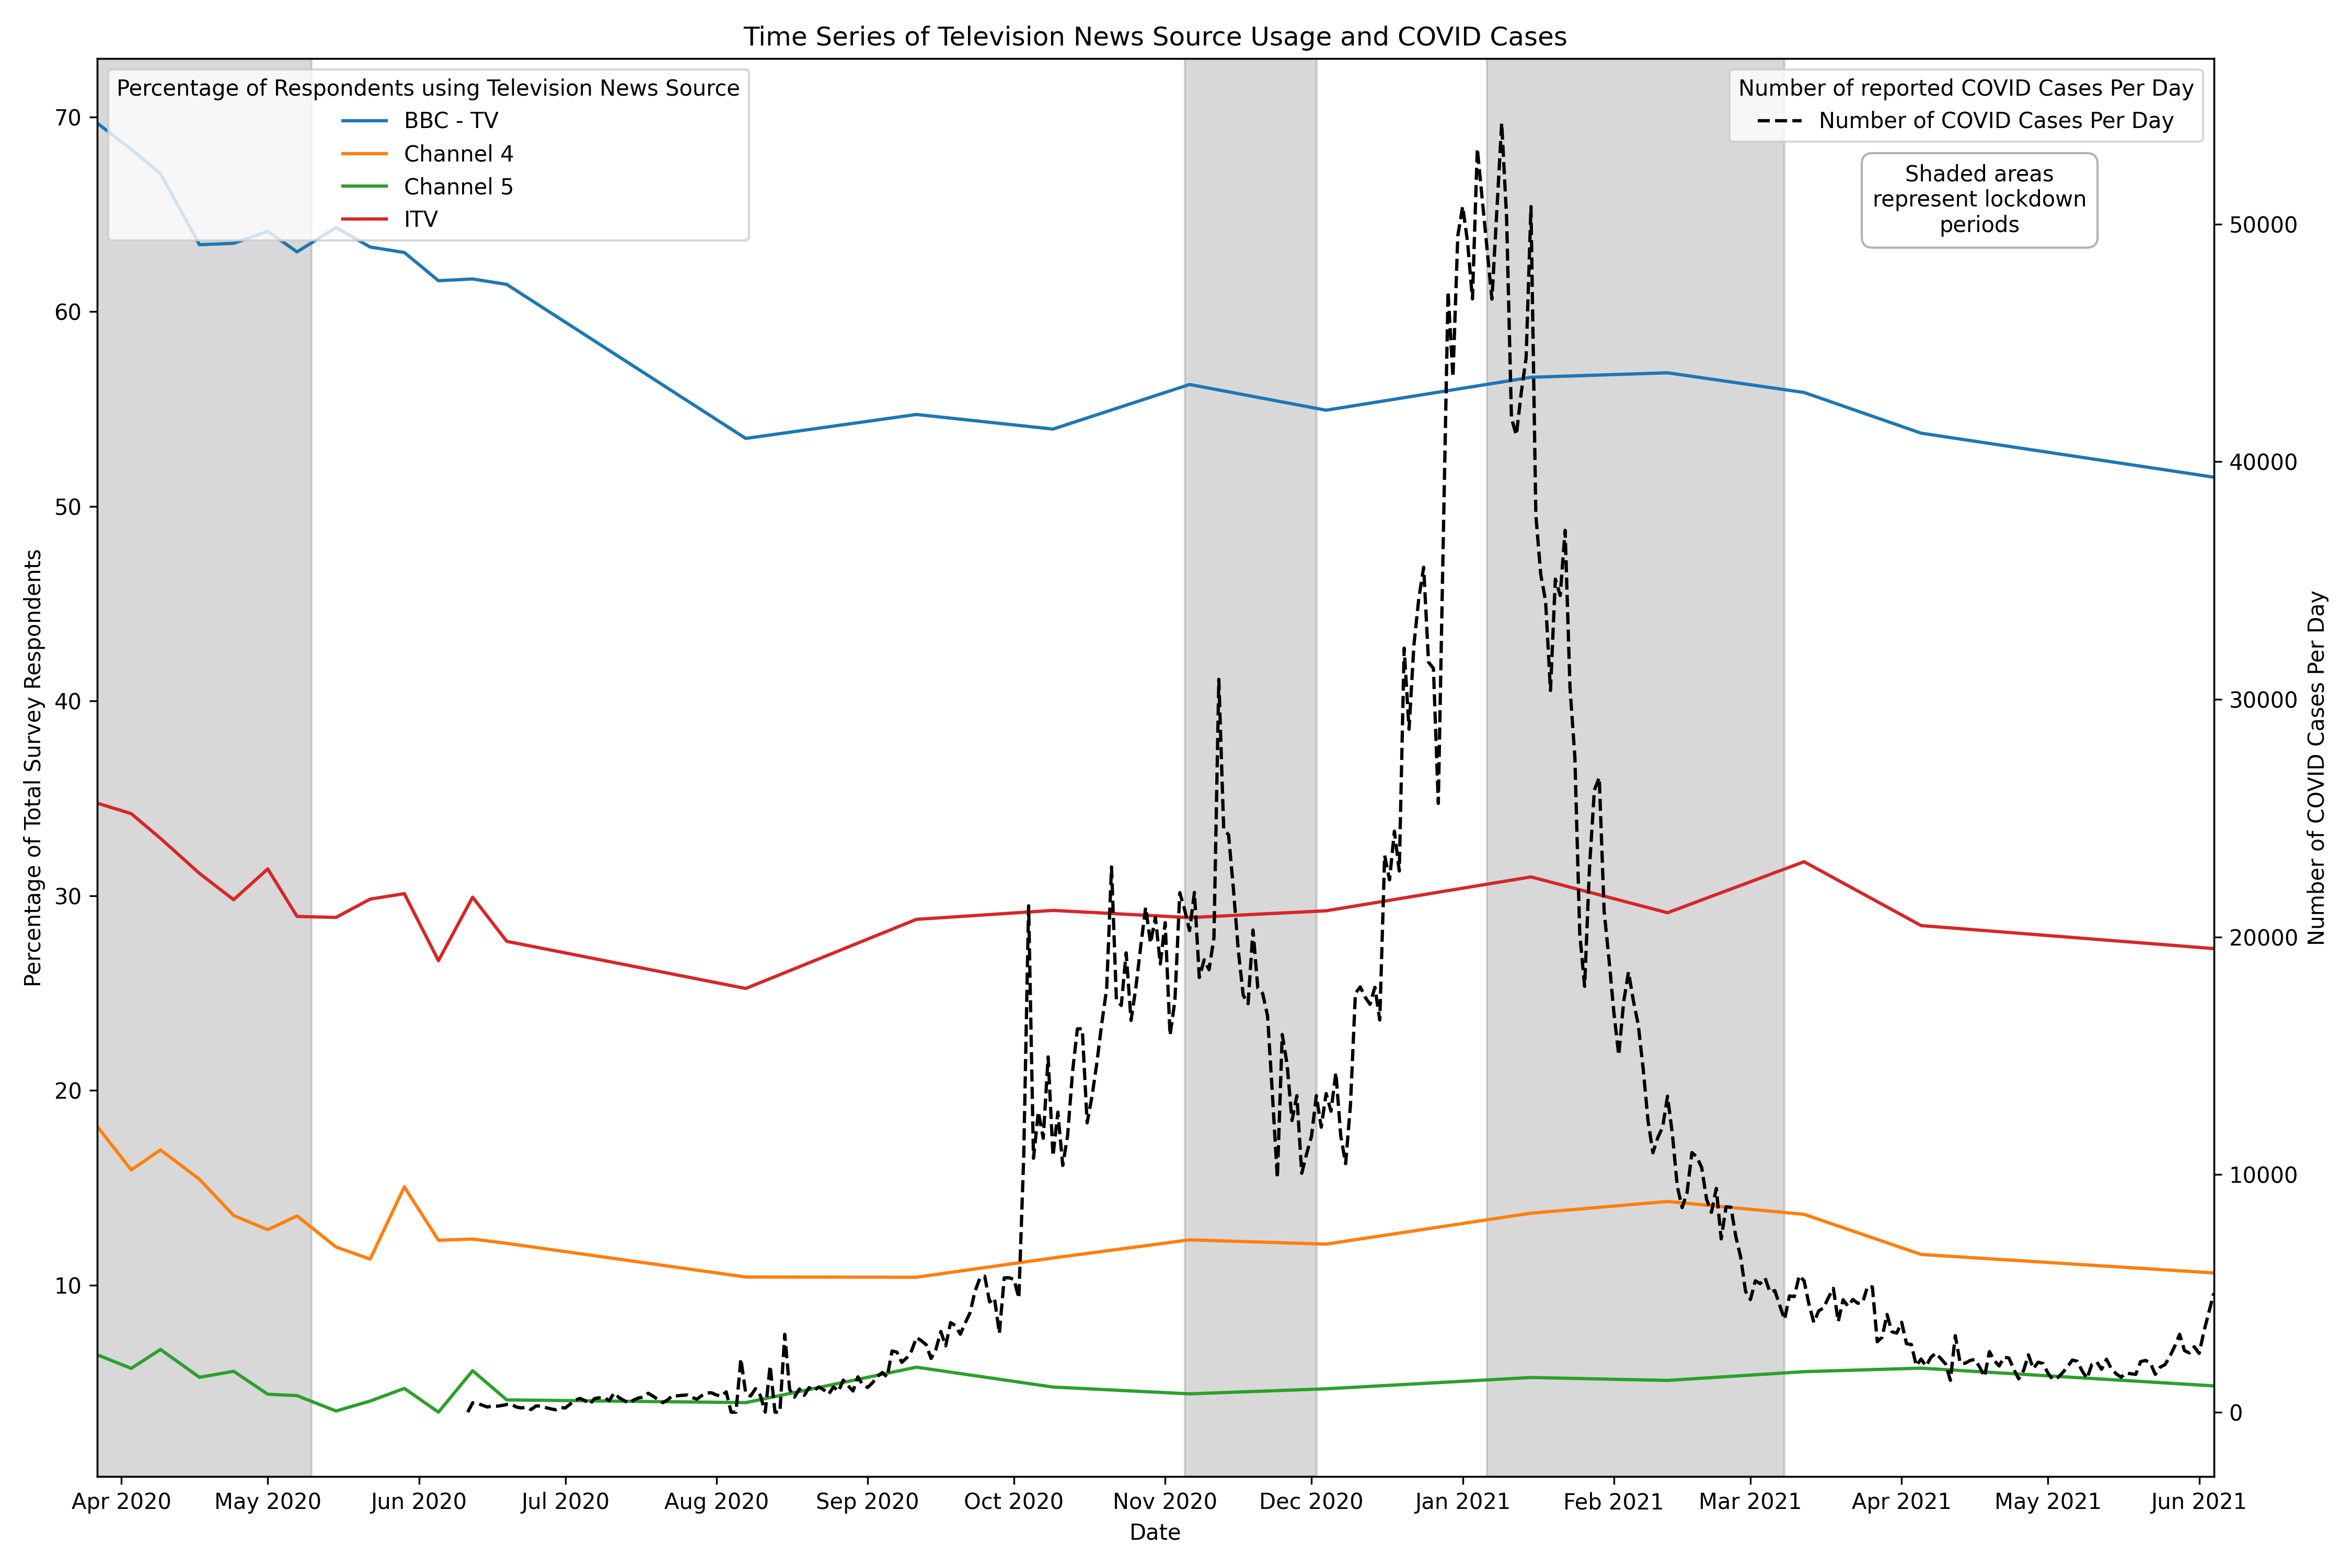 Time Series of Television News Source Usage and COVID Cases
Percentage of Respondents using Television News Source
BBC - TV
Channel 4
Channel 5
ITV
Number of reported COVID Cases Per Day
Number of COVID Cases Per Day
Shaded areas
represent lockdown
periods
Percentage of Total Survey Respondents
70
60
50
40
30
20
10
Number of COVID Cases Per Day
50000
40000
30000
20000
10000
0
Apr 2020 May 2020 Jun 2020 Jul 2020 Aug 2020 Sep 2020 Oct 2020 Nov 2020 Dec 2020 Jan 2021 Feb 2021 Mar 2021 Apr 2021 May 2021 Jun 2021
Date